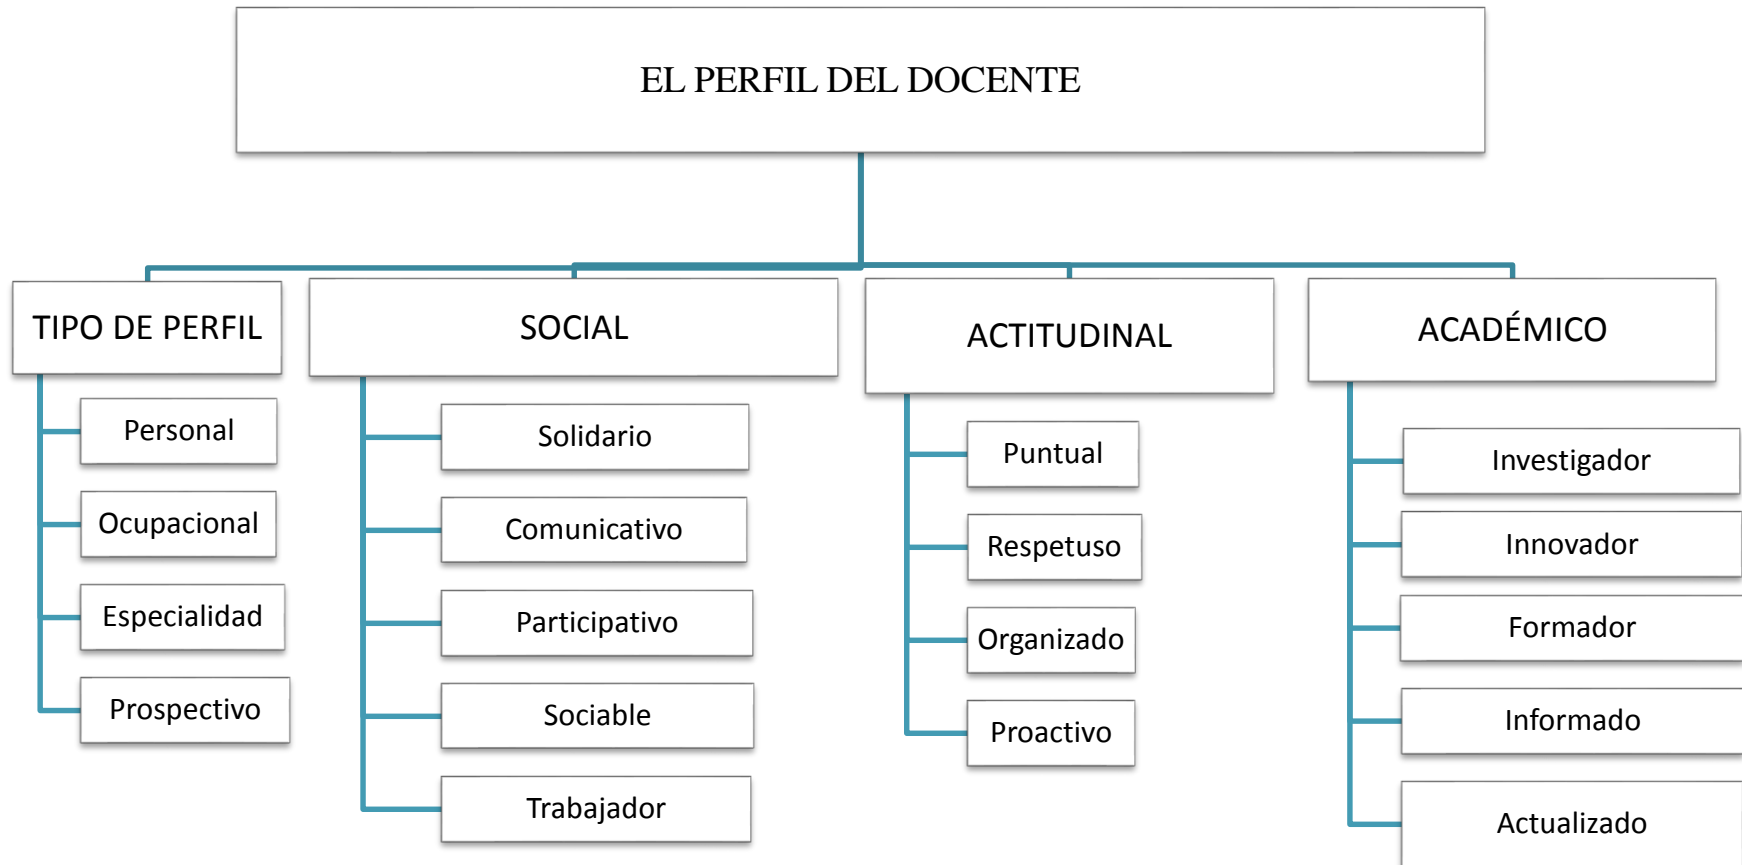 EL PERFIL DEL DOCENTE
TIPO DE PERFIL
Personal
Ocupacional
Especialidad
Prospectivo
SOCIAL
Solidario
Comunicativo
Participativo
Sociable
Trabajador
ACTITUDINAL
Puntual
Respetuso
Organizado
Proactivo
ACADÉMICO
Investigador
Innovador
Formador
Informado
Actualizado